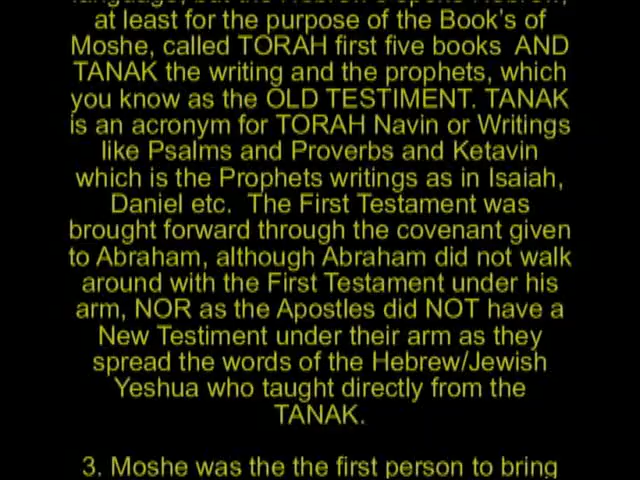 language, but the Hebrew's spoke Hebrew,
at least for the purpose of the Book's of
Moshe, called TORAH first five books AND
TANAK the writing and the prophets, which
you know as the OLD TESTIMENT. TANAK
is an acronym for TORAH Navin or Writings
like Psalms and Proverbs and Ketavin
which is the Prophets writings as in Isaiah,
Daniel etc. The First Testament was
brought forward through the covenant given
to Abraham, although Abraham did not walk
around with the First Testament under his
arm, NOR as the Apostles did NOT have a
New Testiment under their arm as they
spread the words of the Hebrew/Jewish
Yeshua who taught directly from the
TANAK.
3. Moshe was the the first person to bring